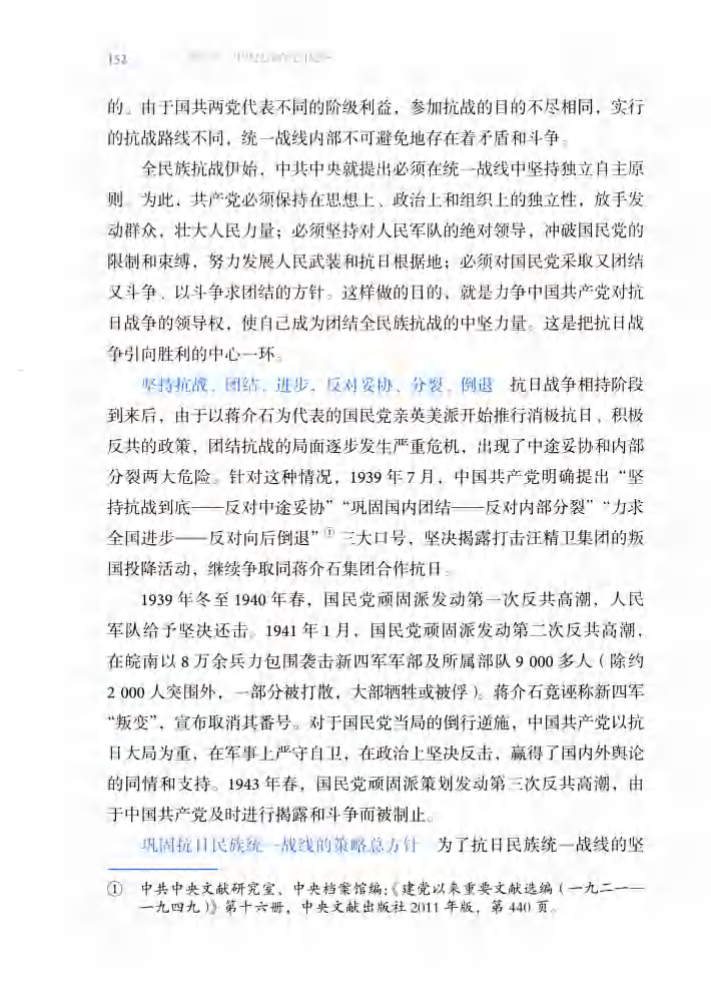 152
的。由于国共两党代表不同的阶级利益，参加抗战的目的不尽相同，实行
的抗战路线不同，统一战线内部不可避免地存在着矛盾和斗争。
全民族抗战伊始，中共中央就提出必须在统一战线中坚持独立自主原
则。为此，共产党必须保持在思想上、政治上和组织上的独立性，放手发
动群众，壮大人民力量；必须坚持对人民军队的绝对领导，冲破国民党的
限制和束缚，努力发展人民武装和抗日根据地；必须对国民党采取又团结
又斗争、以斗争求团结的方针。这样做的目的，就是力争中国共产党对抗
日战争的领导权，使自己成为团结全民族抗战的中坚力量。这是把抗日战
争引向胜利的中心一环。
坚持抗战、团结、进步，反对妥协、分裂、倒退 抗日战争相持阶段
到来后，由于以蒋介石为代表的国民党亲英美派开始推行消极抗日、积极
反共的政策，团结抗战的局面逐步发生严重危机，出现了中途妥协和内部
分裂两大危险。针对这种情况，1939 年 7 月，中国共产党明确提出“坚
持抗战到底——反对中途妥协”“巩固国内团结——反对内部分裂”“力求
全国进步——反对向后倒退”①三大口号，坚决揭露打击汪精卫集团的叛
国投降活动，继续争取同蒋介石集团合作抗日。
1939 年冬至 1940 年春，国民党顽固派发动第一次反共高潮，人民
军队给予坚决还击。1941 年 1 月，国民党顽固派发动第二次反共高潮，
在皖南以 8 万余兵力包围袭击新四军军部及所属部队 9 000 多人（除约
2 000 人突围外，一部分被打散，大部牺牲或被俘）。蒋介石竟诬称新四军
“叛变”，宣布取消其番号。对于国民党当局的倒行逆施，中国共产党以抗
日大局为重，在军事上严守自卫，在政治上坚决反击，赢得了国内外舆论
的同情和支持。1943 年春，国民党顽固派策划发动第三次反共高潮，由
于中国共产党及时进行揭露和斗争而被制止。
巩固抗日民族统一战线的策略总方针 为了抗日民族统一战线的坚
① 中共中央文献研究室、中央档案馆编：《建党以来重要文献选编（一九二一—
一九四九）》第十六册，中央文献出版社 2011 年版，第 440 页。